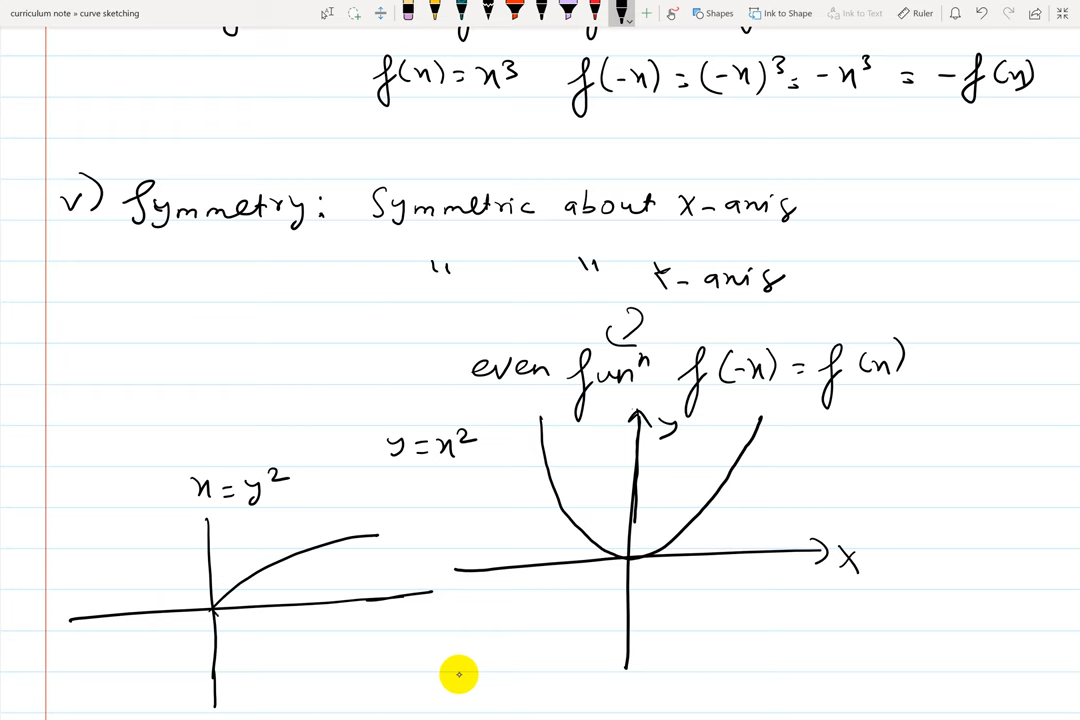 curriculum note » curve sketching
Shapes Ink to Shape Ink to Text Ruler
f(x) = x³ f(-x) = (-x)³ = -x³ = -f(x)
v) Symmetry: Symmetric about X-axis
" " Y-axis
even funⁿ f(-x) = f(x)
y
y = x²
x = y²
X